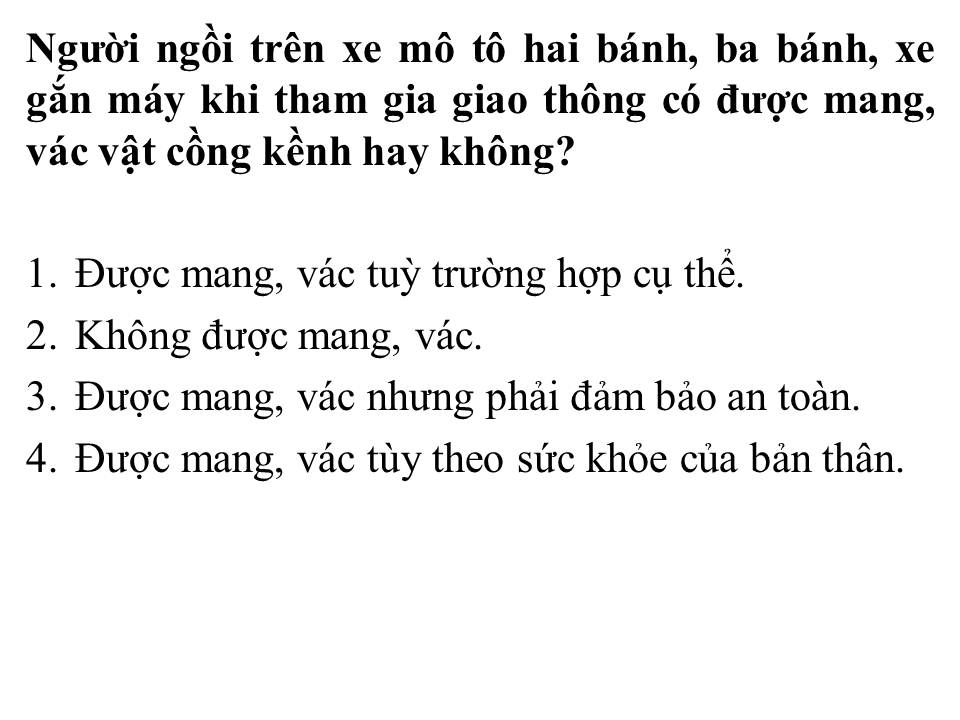 Người ngồi trên xe mô tô hai bánh, ba bánh, xe
gắn máy khi tham gia giao thông có được mang,
vác vật cồng kềnh hay không?
1. Được mang, vác tuỳ trường hợp cụ thể.
2. Không được mang, vác.
3. Được mang, vác nhưng phải đảm bảo an toàn.
4. Được mang, vác tùy theo sức khỏe của bản thân.